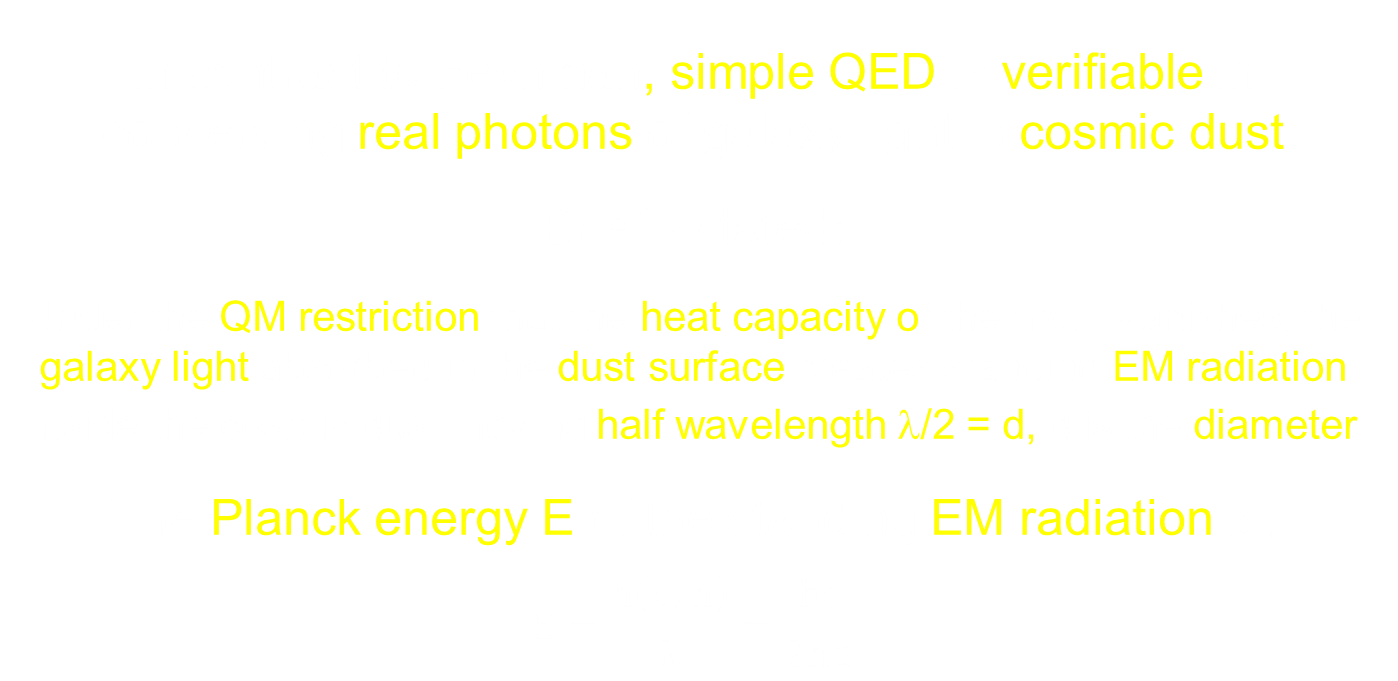 , simple QED verifiable
real photons cosmic dust
QM restriction heat capacity o
galaxy light dust surface EM radiation
half wavelength λ/2 = d, diameter
Planck energy E EM radiation